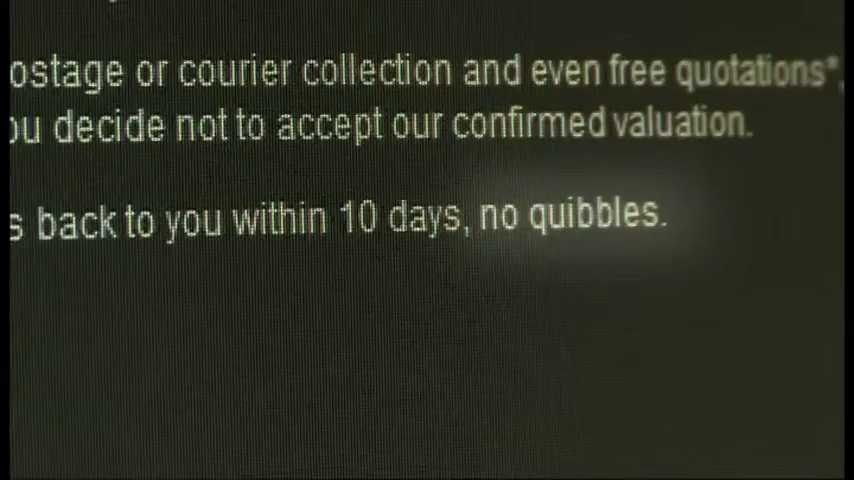 ostage or courier collection and even free quotations*,
ou decide not to accept our confirmed valuation.
s back to you within 10 days, no quibbles.